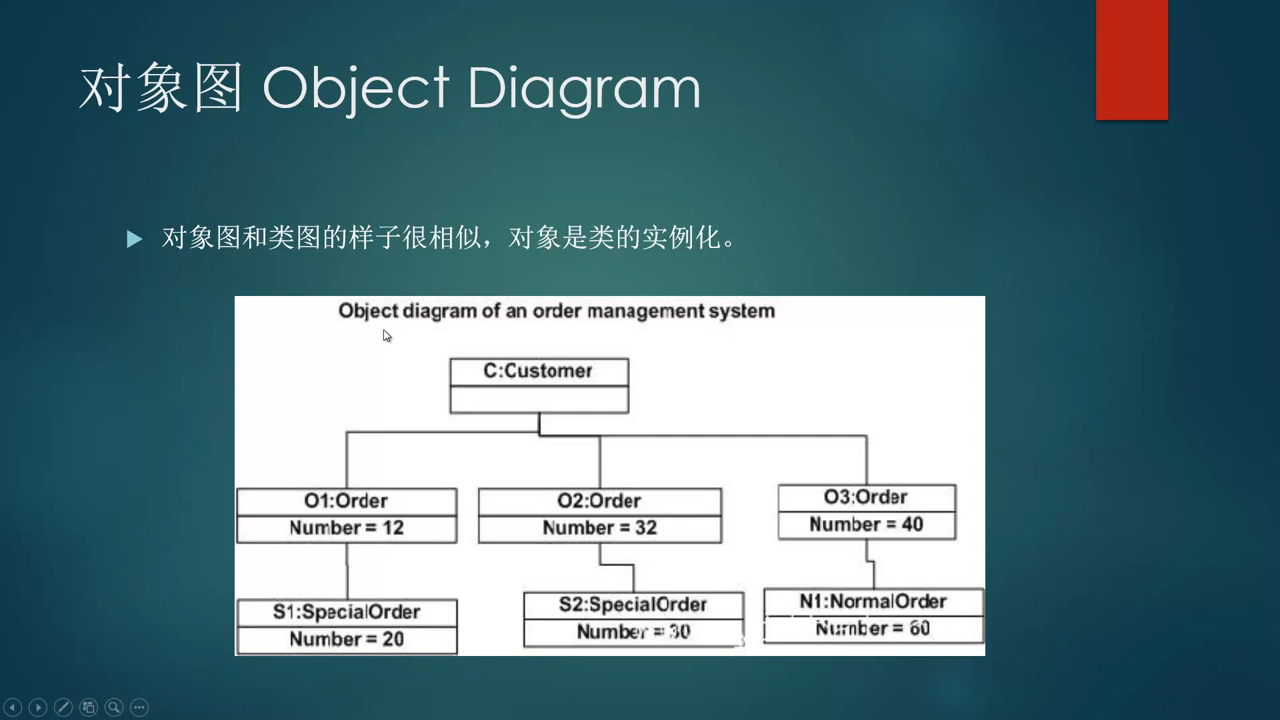 对象图 Object Diagram
对象图和类图的样子很相似，对象是类的实例化。
Object diagram of an order management system
C:Customer
O1:Order
Number = 12
O2:Order
Number = 32
O3:Order
Number = 40
S1:SpecialOrder
Number = 20
S2:SpecialOrder
Number = 30
N1:NormalOrder
Number = 60